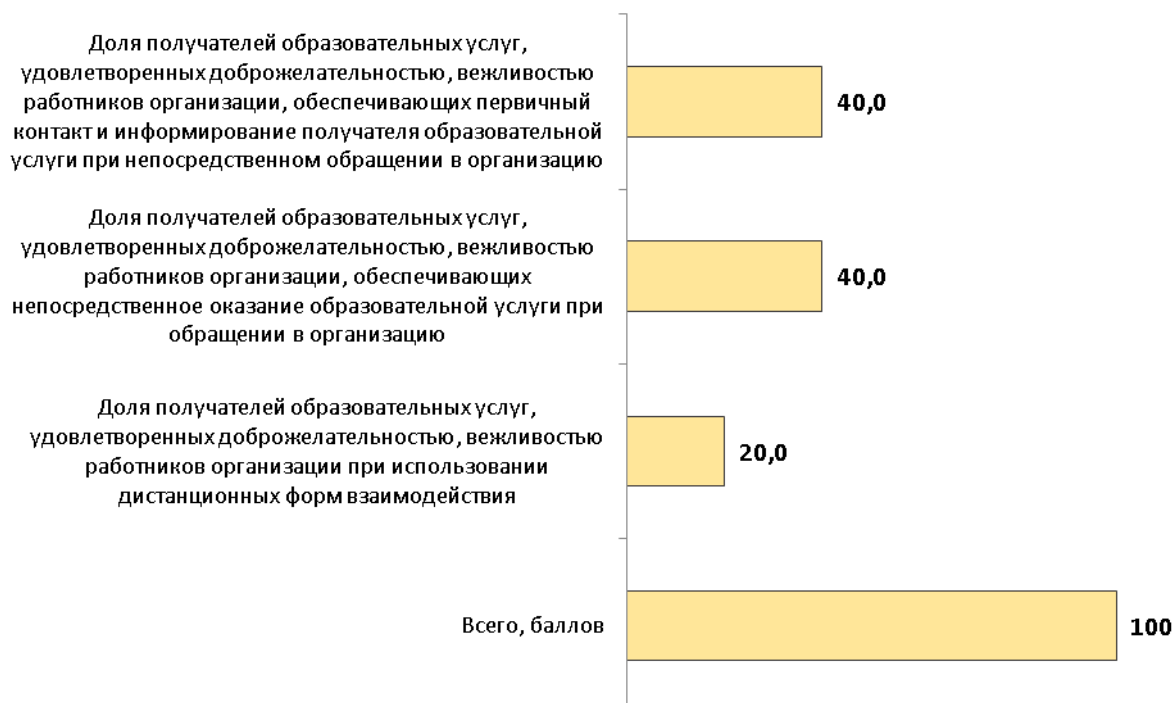 Доля получателей образовательных услуг,
удовлетворенных доброжелательностью, вежливостью
работников организации, обеспечивающих первичный
контакт и информирование получателя образовательной
услуги при непосредственном обращении в организацию
40,0
Доля получателей образовательных услуг,
удовлетворенных доброжелательностью, вежливостью
работников организации, обеспечивающих
непосредственное оказание образовательной услуги при
обращении в организацию
40,0
Доля получателей образовательных услуг,
удовлетворенных доброжелательностью, вежливостью
работников организации при использовании
дистанционных форм взаимодействия
20,0
Всего, баллов
100